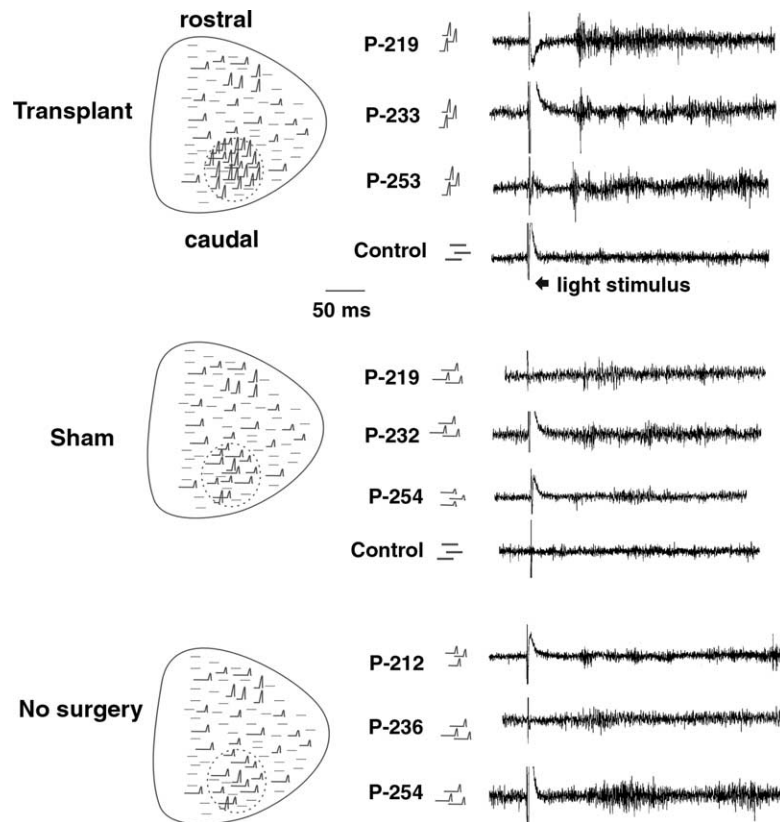 rostral
Transplant
caudal
P-219
P-233
P-253
Control
light stimulus
50 ms
Sham
P-219
P-232
P-254
Control
No surgery
P-212
P-236
P-254